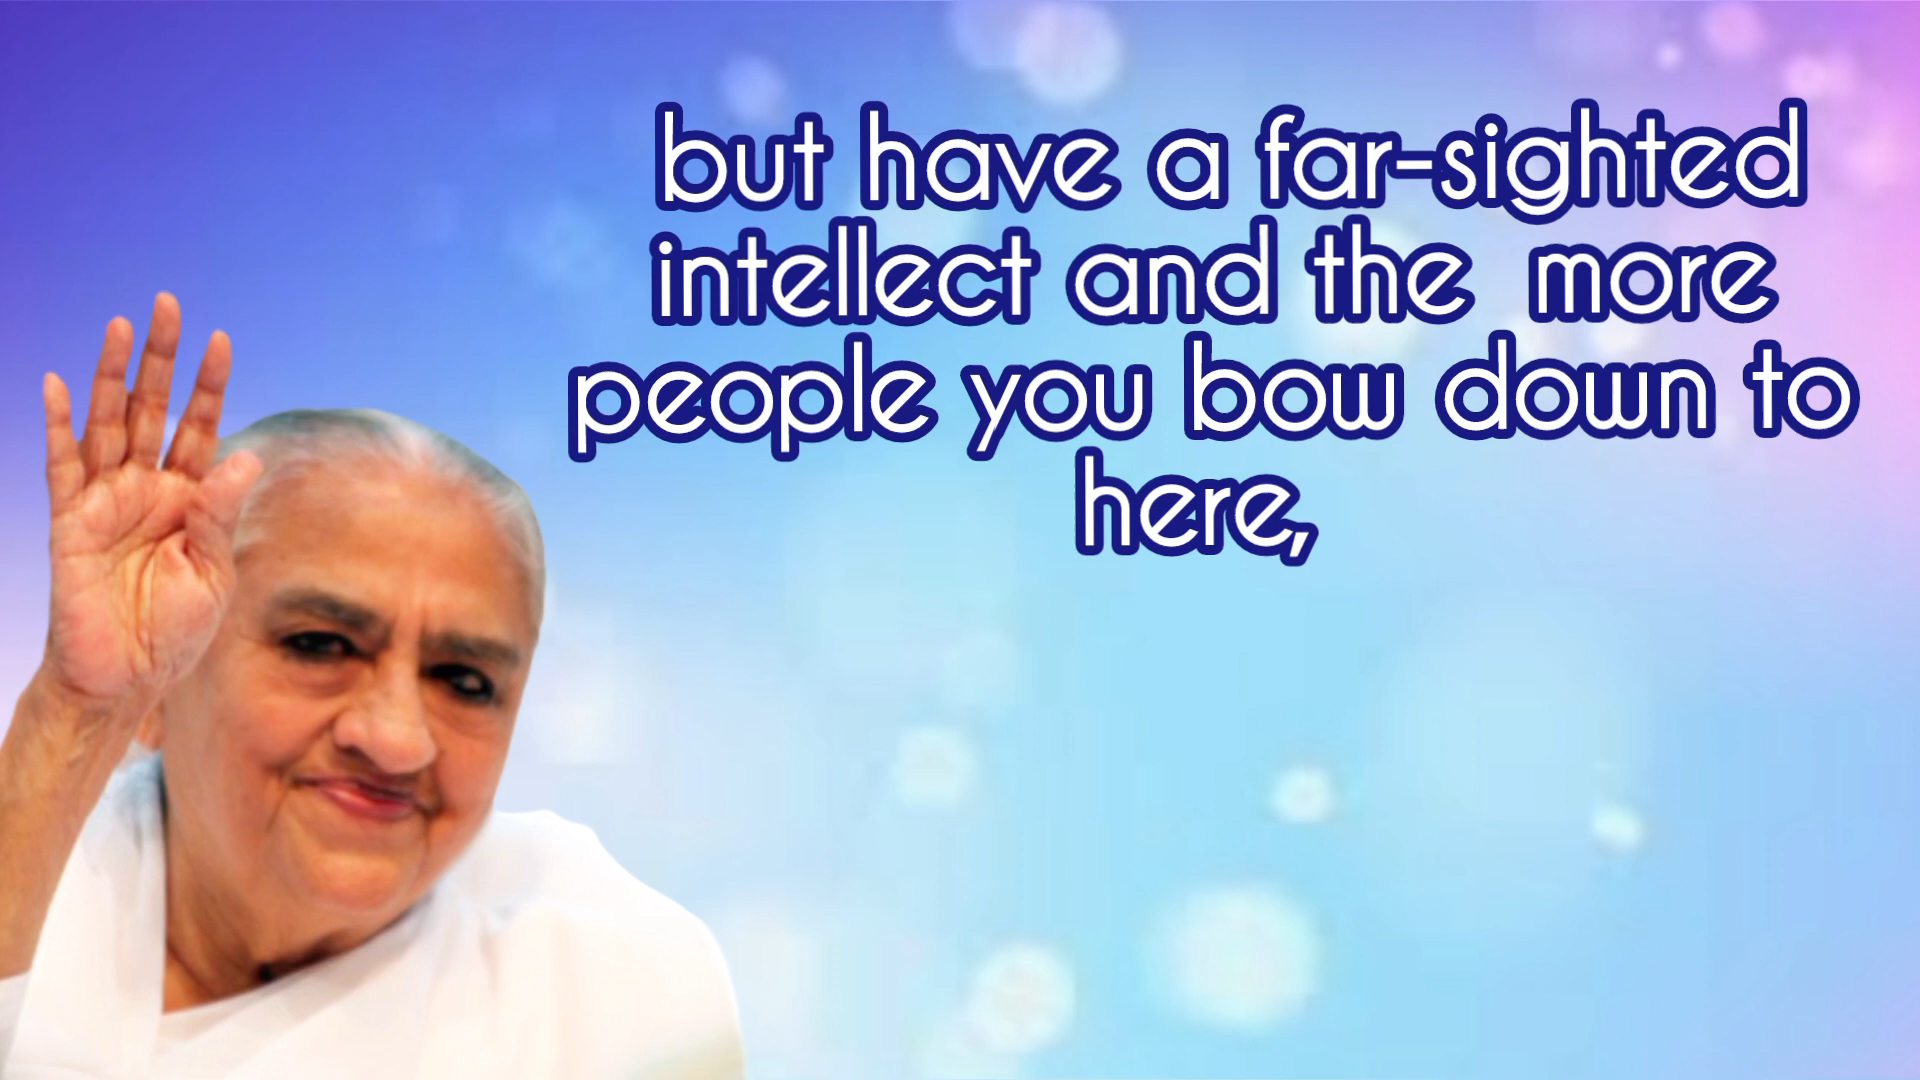 but have a far-sighted
intellect and the  more
people you bow down to
here,